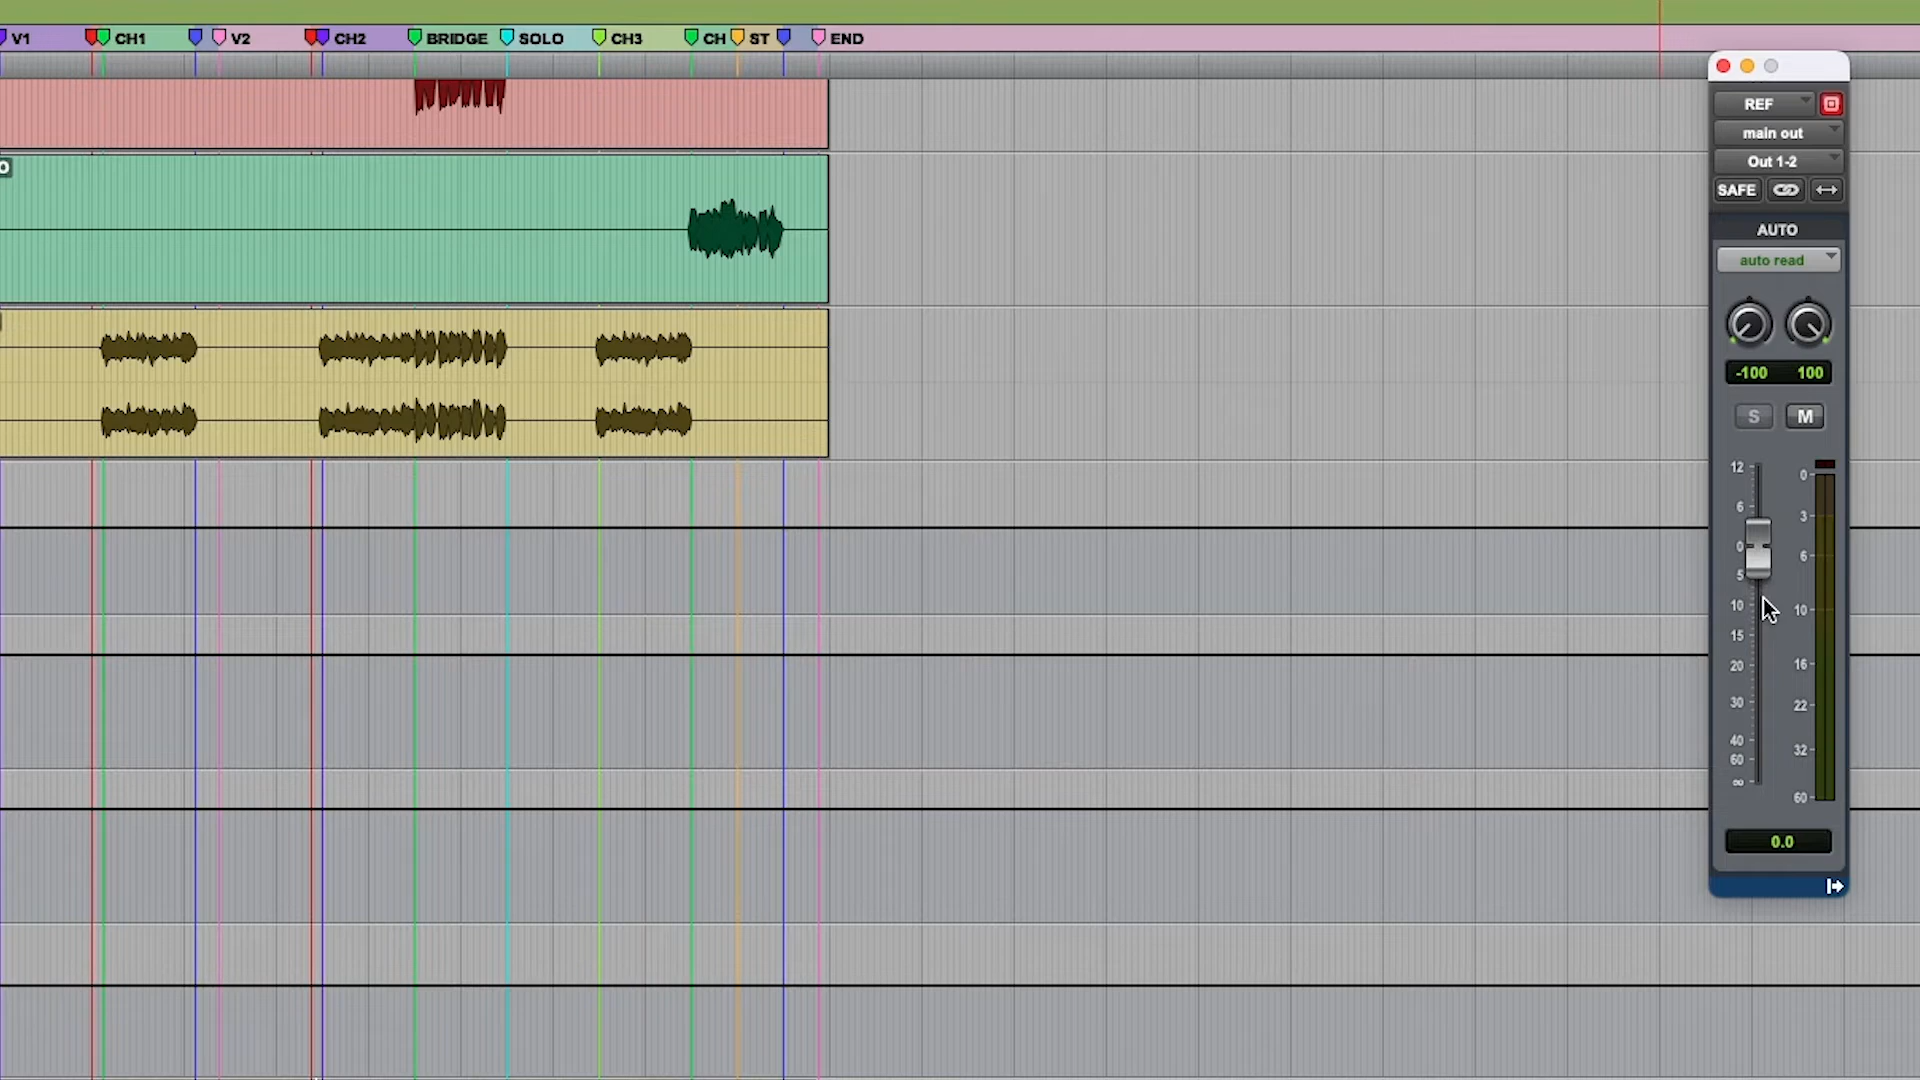 V1 CH1 V2 CH2 BRIDGE SOLO CH3 CH ST END
O
REF
main out
Out 1-2
SAFE
AUTO
auto read
-100 100
S M
12
0
6
3
0
6
5
10
10
15
16
20
30
22
40
32
60
∞
60
0.0